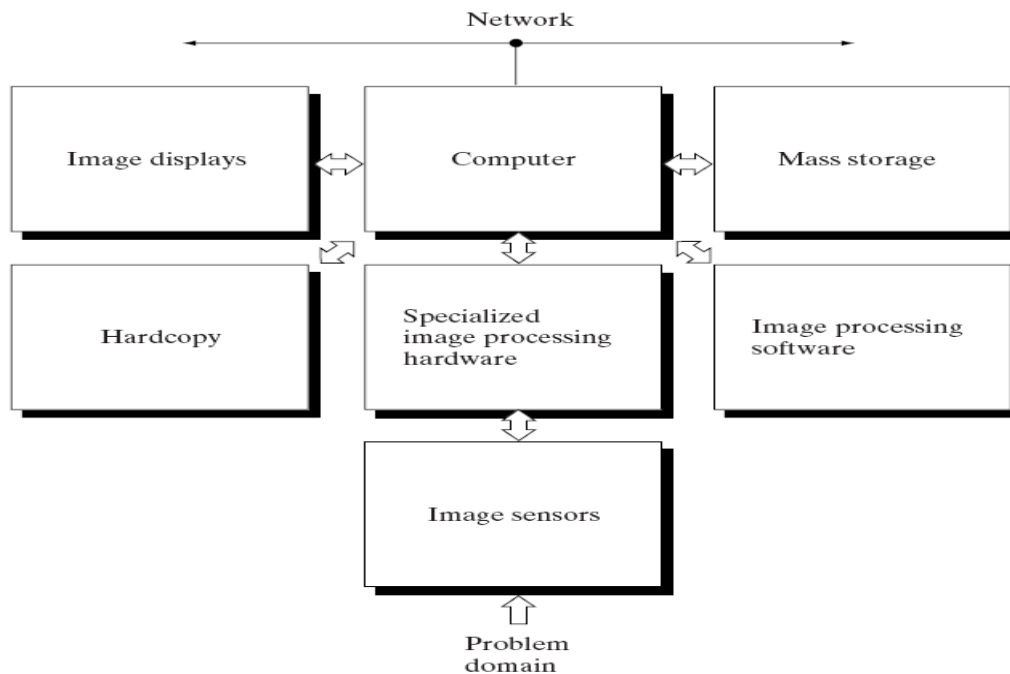 Network
Image displays
Computer
Mass storage
Hardcopy
Specialized
image processing
hardware
Image processing
software
Image sensors
Problem
domain